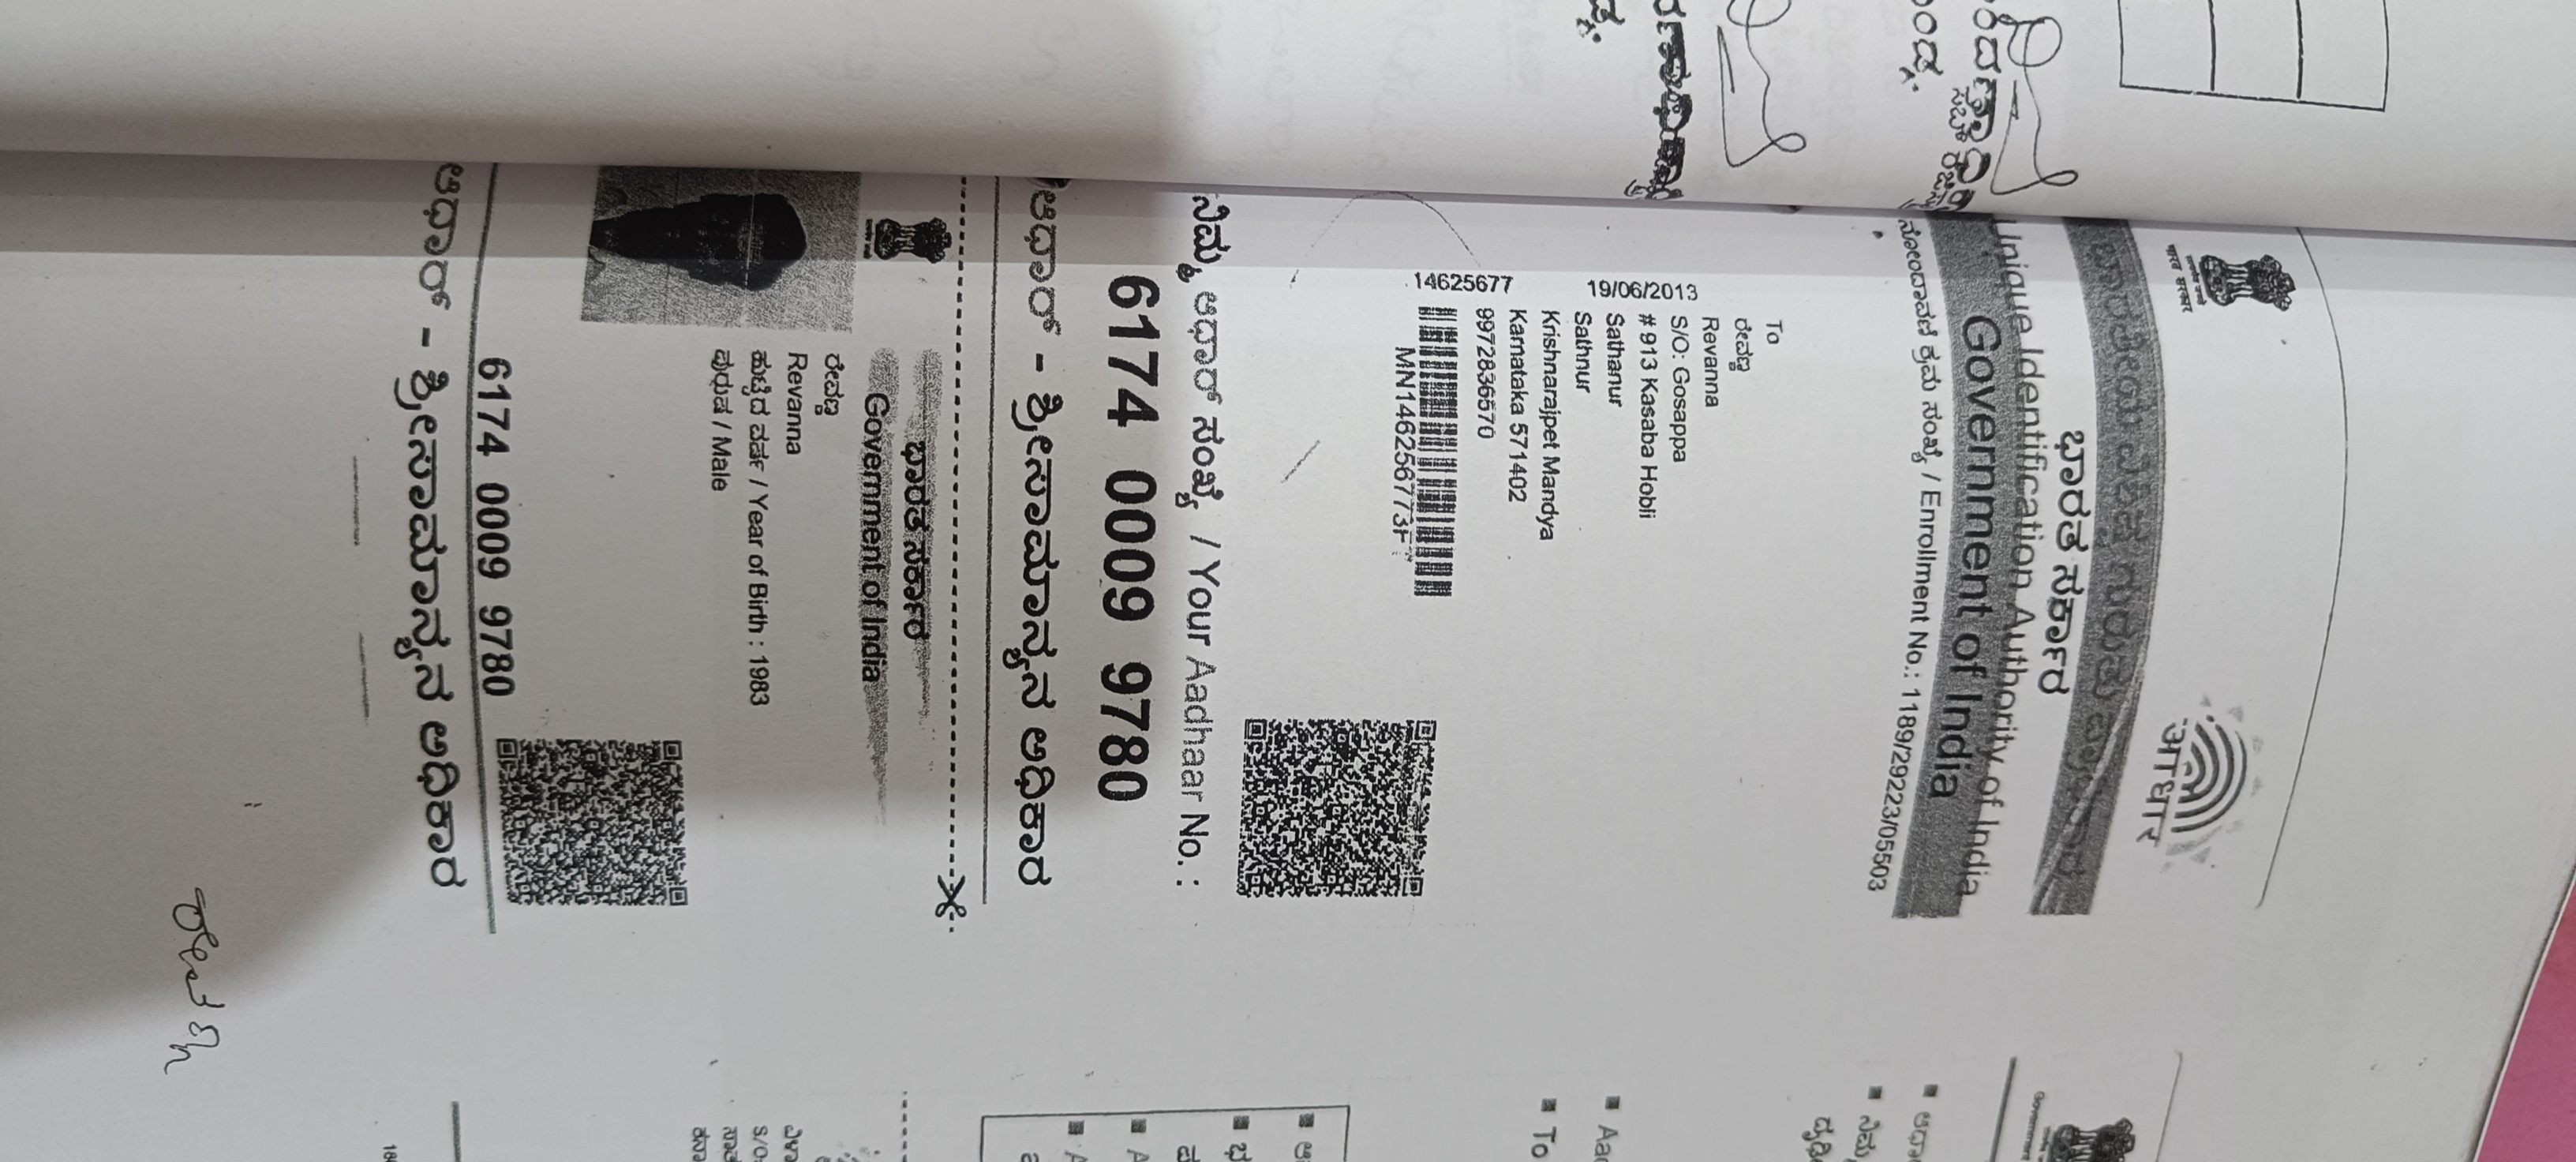 ಭಾರತೀಯ ವಿಶಿಷ್ಟ ಗುರುತು
ಭಾರತ ಸರ್ಕಾರ
Unique Identification Authority of India
Government of India
ನೋಂದಾವಣೆ ಕ್ರಮ ಸಂಖ್ಯೆ / Enrollment No.: 1189/29223/05503
आधार
To
ರೇವಣ್ಣ
Revanna
S/O: Gosappa
# 913 Kasaba Hobli
Sathanur
Sathnur
Krishnarajpet Mandya
Karnataka 571402
9972836570
19/06/2013
14625677
MN146256773F
ನಿಮ್ಮ ಆಧಾರ್ ಸಂಖ್ಯೆ / Your Aadhaar No. :
6174 0009 9780
ಆಧಾರ್ - ಶ್ರೀಸಾಮಾನ್ಯನ ಅಧಿಕಾರ
ಭಾರತ ಸರ್ಕಾರ
Government of India
ರೇವಣ್ಣ
Revanna
ಹುಟ್ಟಿದ ವರ್ಷ / Year of Birth : 1983
ಪುರುಷ / Male
6174 0009 9780
ಆಧಾರ್ - ಶ್ರೀಸಾಮಾನ್ಯನ ಅಧಿಕಾರ
ರೇವಣ್ಣ
To